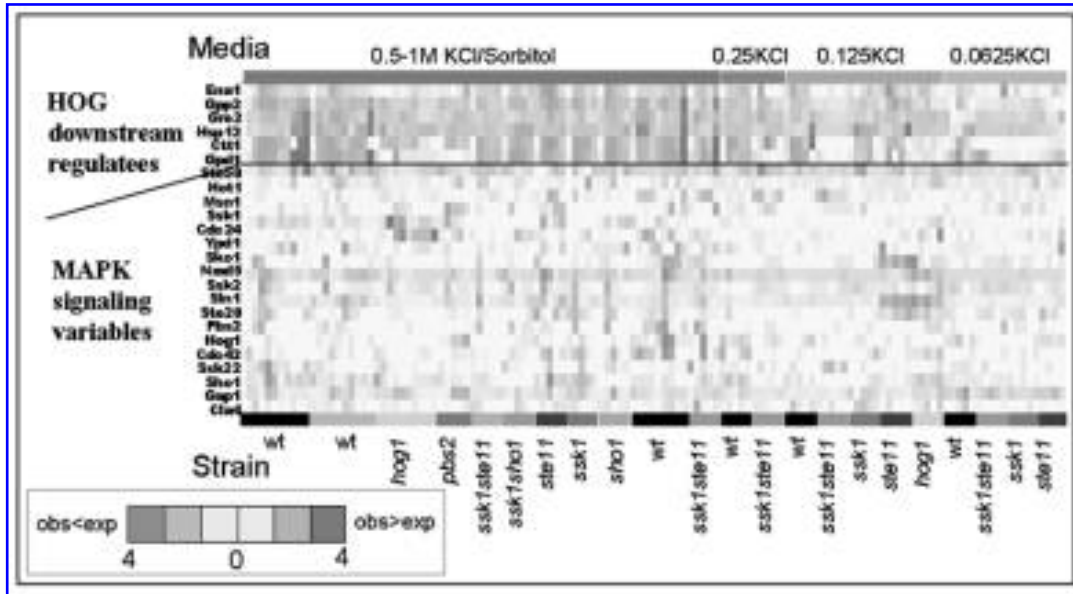 Media
0.5-1M KCl/Sorbitol
0.25KCl
0.125KCl
0.0625KCl
HOG
downstream
regulatees
MAPK
signaling
variables
Gpp2
Gre2
Hsp12
Ctt1
Gpd1
Ste50
Hot1
Msn1
Ssk1
Cdc24
Ypd1
Sko1
Ssk2
Sln1
Ste20
Pbs2
Hog1
Cdc42
Ssk22
Sho1
wt
wt
hog1
pbs2
ssk1ste11
ssk1sho1
ste11
ssk1
sho1
wt
ssk1ste11
wt
ssk1ste11
wt
ssk1ste11
ssk1
ste11
hog1
wt
ssk1ste11
ssk1
ste11
Strain
obs<exp
obs>exp
4
0
4